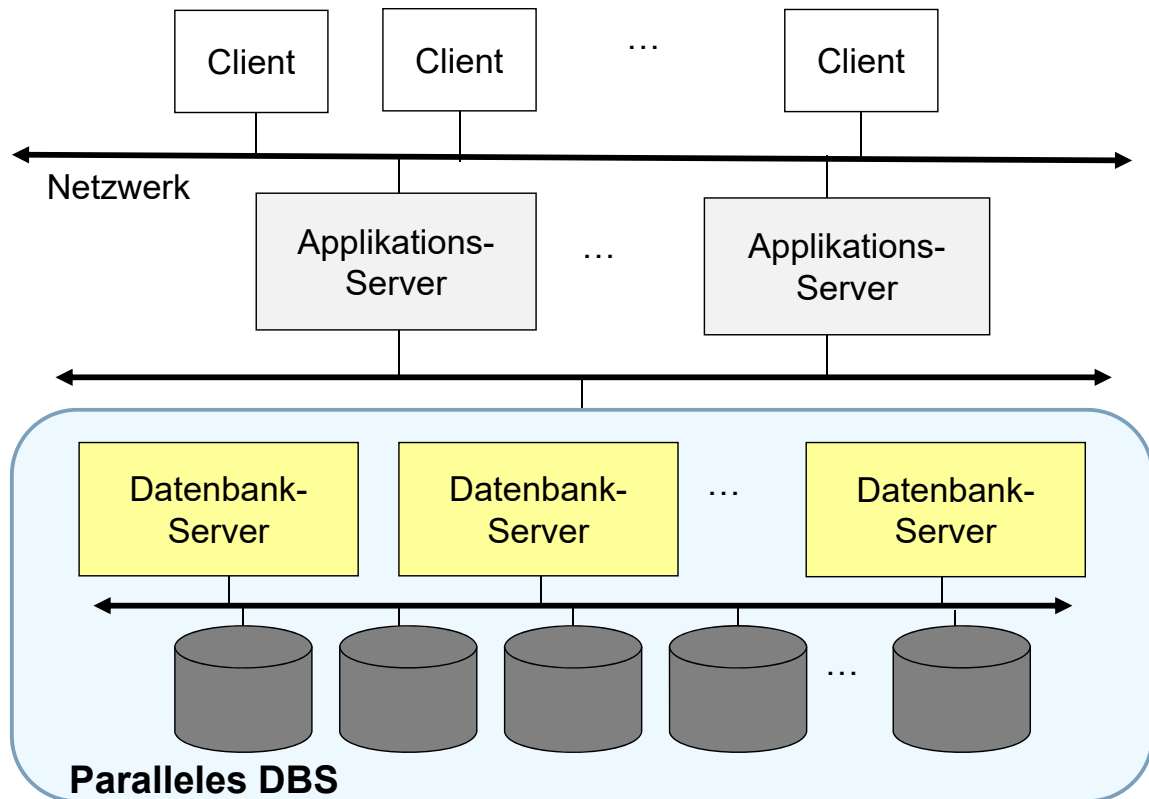 Client
Client
…
Client
Netzwerk
Applikations-
Server
…
Applikations-
Server
Datenbank-
Server
Datenbank-
Server
…
Datenbank-
Server
…
Paralleles DBS